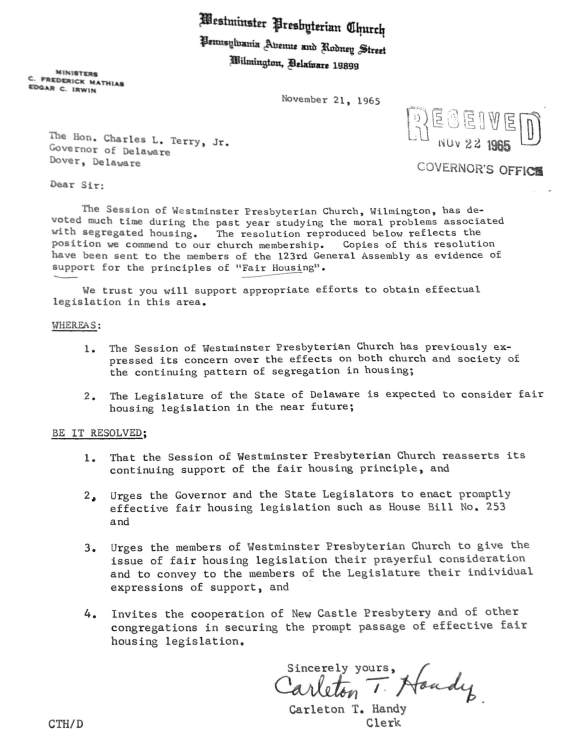 Westminster Presbyterian Church
Pennsylvania Avenue and Rodney Street
Wilmington, Delaware 19899
MINISTERS
C. FREDERICK MATHIAS
EDGAR C. IRWIN
November 21, 1965
RECEIVED
NOV 22 1965
COVERNOR'S OFFICE
The Hon. Charles L. Terry, Jr.
Governor of Delaware
Dover, Delaware
Dear Sir:
The Session of Westminster Presbyterian Church, Wilmington, has de-
voted much time during the past year studying the moral problems associated
with segregated housing. The resolution reproduced below reflects the
position we commend to our church membership. Copies of this resolution
have been sent to the members of the 123rd General Assembly as evidence of
support for the principles of "Fair Housing".
We trust you will support appropriate efforts to obtain effectual
legislation in this area.
WHEREAS:
1. The Session of Westminster Presbyterian Church has previously ex-
pressed its concern over the effects on both church and society of
the continuing pattern of segregation in housing;
2. The Legislature of the State of Delaware is expected to consider fair
housing legislation in the near future;
BE IT RESOLVED;
1. That the Session of Westminster Presbyterian Church reasserts its
continuing support of the fair housing principle, and
2. Urges the Governor and the State Legislators to enact promptly
effective fair housing legislation such as House Bill No. 253
and
3. Urges the members of Westminster Presbyterian Church to give the
issue of fair housing legislation their prayerful consideration
and to convey to the members of the Legislature their individual
expressions of support, and
4. Invites the cooperation of New Castle Presbytery and of other
congregations in securing the prompt passage of effective fair
housing legislation.
Sincerely yours,
Carleton T. Handy
Carleton T. Handy
Clerk
CTH/D